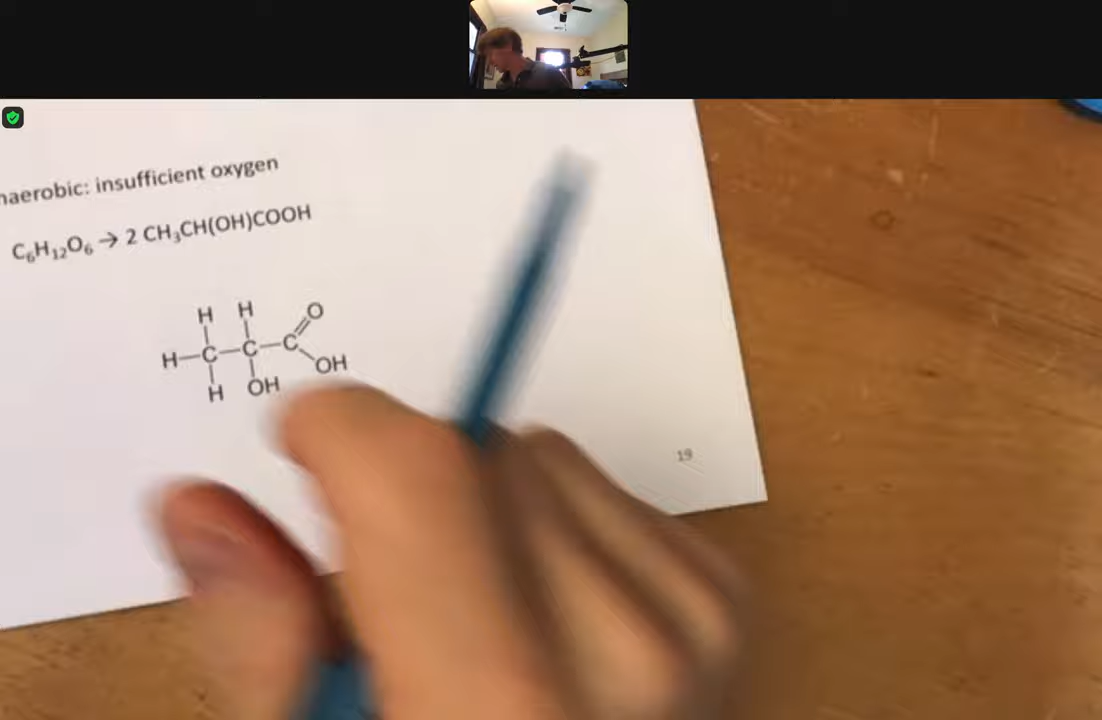 naerobic: insufficient oxygen
C₆H₁₂O₆ → 2 CH₃CH(OH)COOH
H H O
H C C C
OH
H OH
19